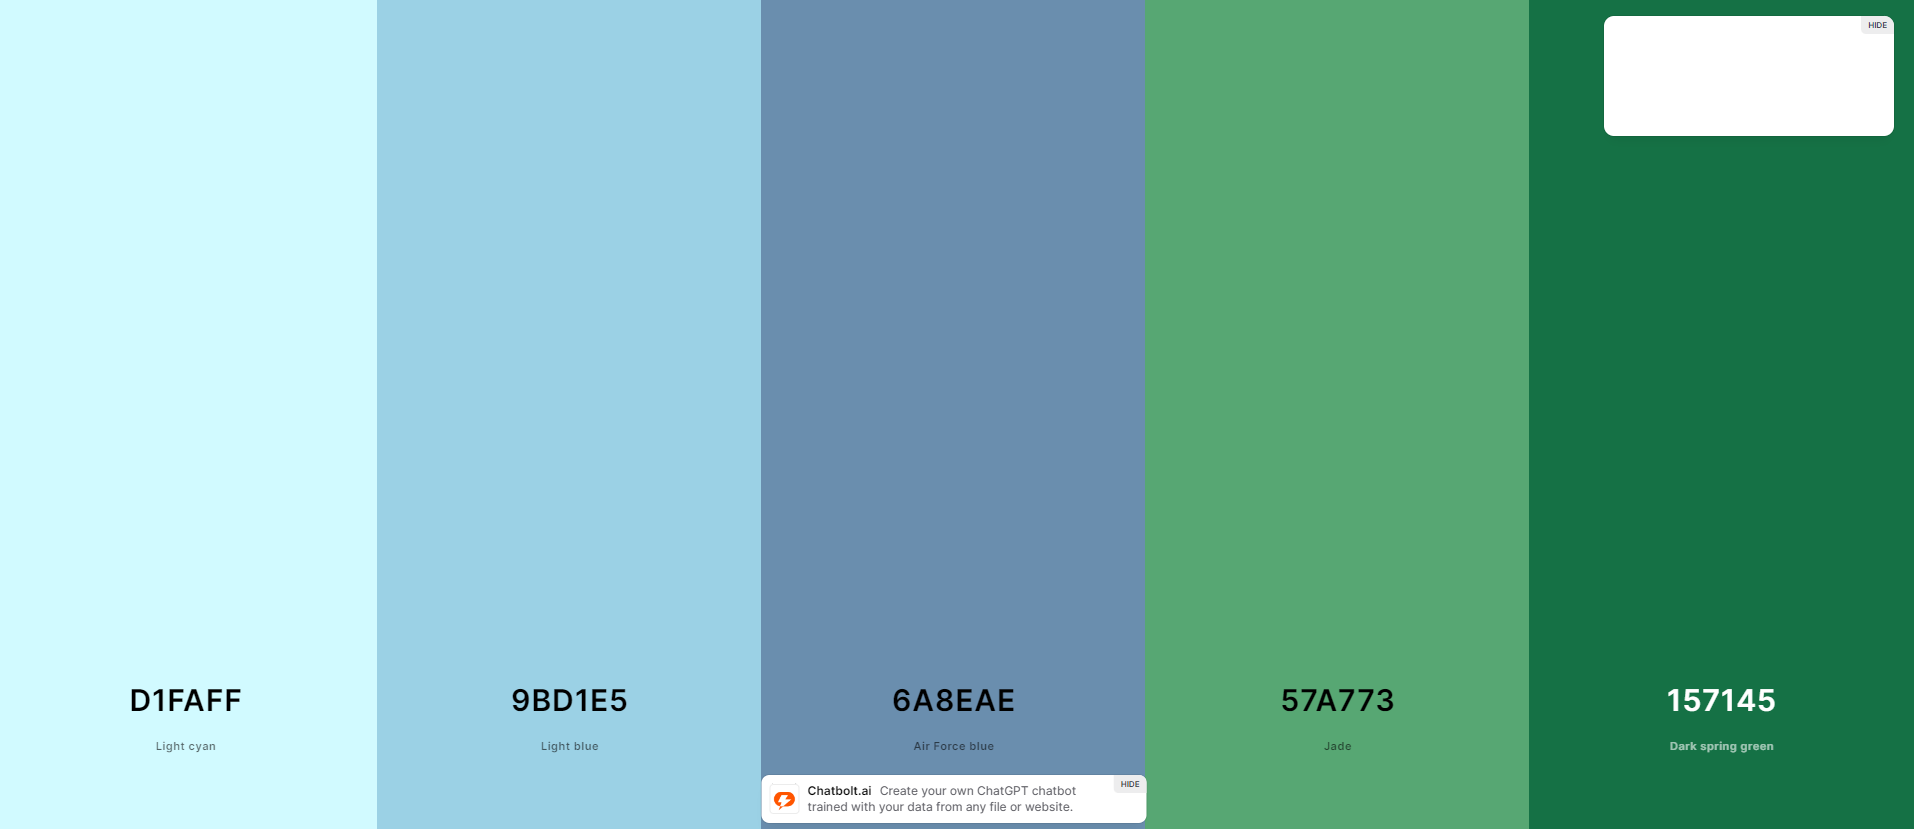 HIDE
D1FAFF
9BD1E5
6A8EAE
57A773
157145
Light cyan
Light blue
Air Force blue
Jade
Dark spring green
Chatbolt.ai Create your own ChatGPT chatbot
trained with your data from any file or website.
HIDE